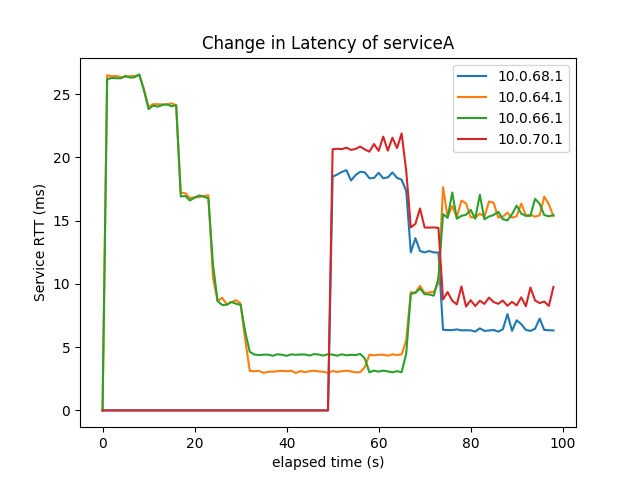 Change in Latency of serviceA
10.0.68.1
10.0.64.1
10.0.66.1
10.0.70.1
Service RTT (ms)
25
20
15
10
5
0
0 20 40 60 80 100
elapsed time (s)